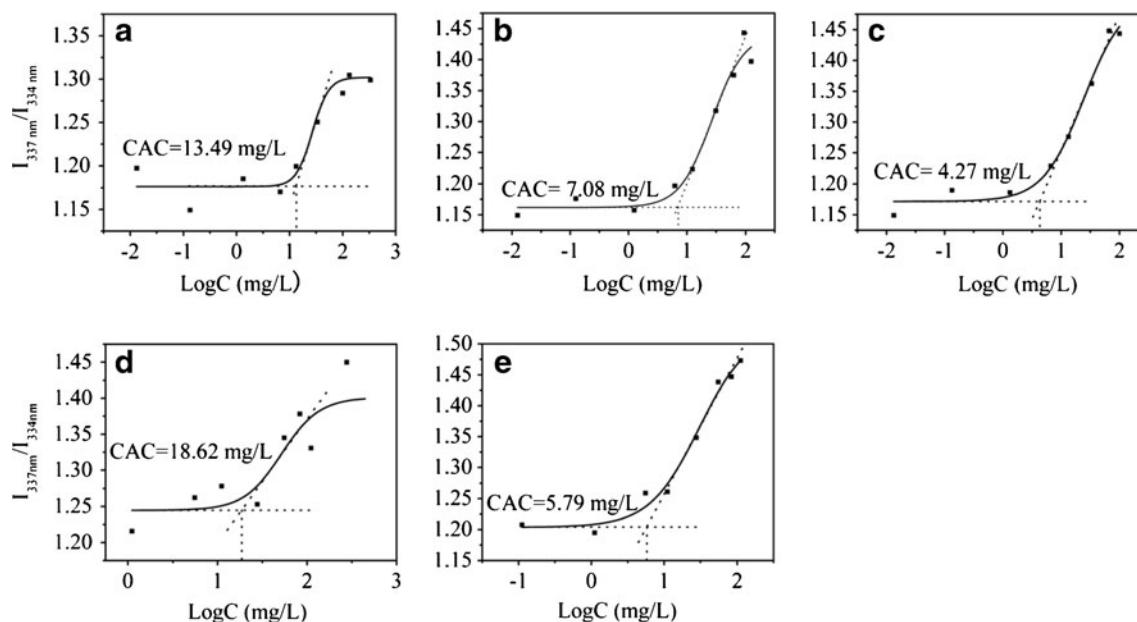 a
1.35
1.30
1.25
1.20
1.15
I337 nm/I334 nm
CAC=13.49 mg/L
-2 -1 0 1 2 3
LogC (mg/L)
b
1.45
1.40
1.35
1.30
1.25
1.20
1.15
CAC= 7.08 mg/L
-2 -1 0 1 2
LogC (mg/L)
c
1.45
1.40
1.35
1.30
1.25
1.20
1.15
CAC= 4.27 mg/L
-2 -1 0 1 2
LogC (mg/L)
d
1.45
1.40
1.35
1.30
1.25
1.20
I337nm/I334nm
CAC=18.62 mg/L
0 1 2 3
LogC (mg/L)
e
1.50
1.45
1.40
1.35
1.30
1.25
1.20
1.15
CAC=5.79 mg/L
-1 0 1 2
LogC (mg/L)